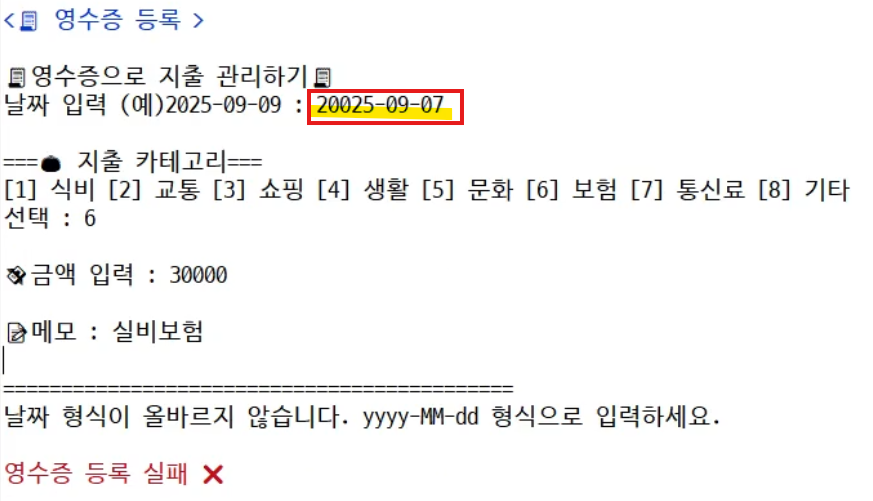 <🧾 영수증 등록 >
🧾영수증으로 지출 관리하기🧾
날짜 입력 (예)2025-09-09 : 20025-09-07
===👛 지출 카테고리===
[1] 식비 [2] 교통 [3] 쇼핑 [4] 생활 [5] 문화 [6] 보험 [7] 통신료 [8] 기타
선택 : 6
💸금액 입력 : 30000
📝메모 : 실비보험
============================================
날짜 형식이 올바르지 않습니다. yyyy-MM-dd 형식으로 입력하세요.
영수증 등록 실패 ❌